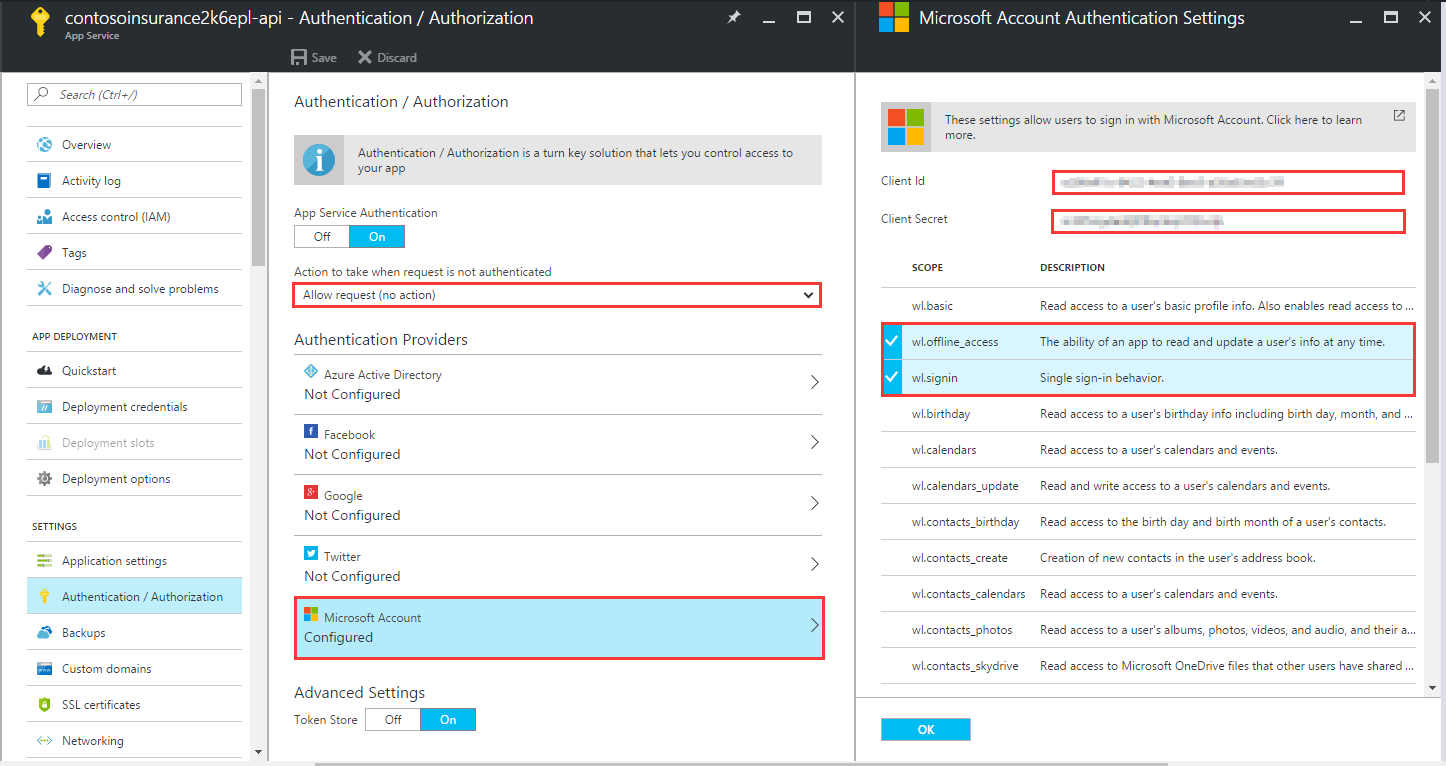 contosoinsurance2k6epl-api - Authentication / Authorization
App Service
Save
Discard
Search (Ctrl+/)
Overview
Activity log
Access control (IAM)
Tags
Diagnose and solve problems
APP DEPLOYMENT
Quickstart
Deployment credentials
Deployment slots
Deployment options
SETTINGS
Application settings
Authentication / Authorization
Backups
Custom domains
SSL certificates
Networking
Authentication / Authorization
Authentication / Authorization is a turn key solution that lets you control access to
your app
App Service Authentication
Off
On
Action to take when request is not authenticated
Allow request (no action)
Authentication Providers
Azure Active Directory
Not Configured
Facebook
Not Configured
Google
Not Configured
Twitter
Not Configured
Microsoft Account
Configured
Advanced Settings
Token Store
Off
On
Microsoft Account Authentication Settings
These settings allow users to sign in with Microsoft Account. Click here to learn
more.
Client Id
Client Secret
SCOPE DESCRIPTION
wl.basic Read access to a user's basic profile info. Also enables read access to ...
wl.offline_access The ability of an app to read and update a user's info at any time.
wl.signin Single sign-in behavior.
wl.birthday Read access to a user's birthday info including birth day, month, and ...
wl.calendars Read access to a user's calendars and events.
wl.calendars_update Read and write access to a user's calendars and events.
wl.contacts_birthday Read access to the birth day and birth month of a user's contacts.
wl.contacts_create Creation of new contacts in the user's address book.
wl.contacts_calendars Read access to a user's calendars and events.
wl.contacts_photos Read access to a user's albums, photos, videos, and audio, and their a...
wl.contacts_skydrive Read access to Microsoft OneDrive files that other users have shared ...
OK